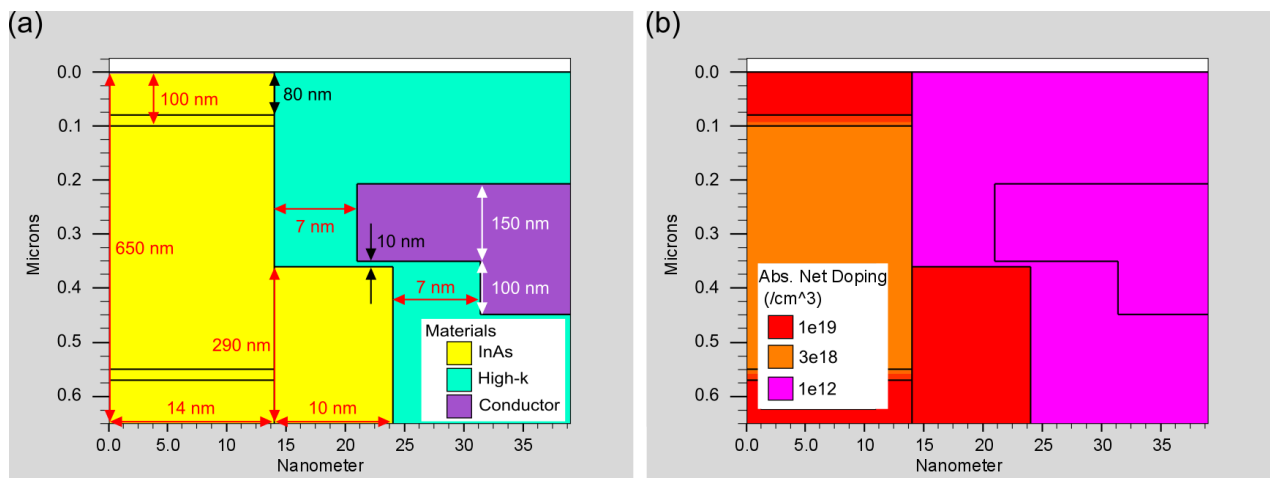 (a)
0.0
0.1
0.2
0.3
0.4
0.5
0.6
Microns
100 nm
80 nm
7 nm
150 nm
10 nm
650 nm
7 nm
100 nm
290 nm
14 nm
10 nm
Materials
InAs
High-k
Conductor
0.0
5.0
10
15
20
25
30
35
Nanometer
(b)
0.0
0.1
0.2
0.3
0.4
0.5
0.6
Microns
Abs. Net Doping
(/cm^3)
1e19
3e18
1e12
0.0
5.0
10
15
20
25
30
35
Nanometer